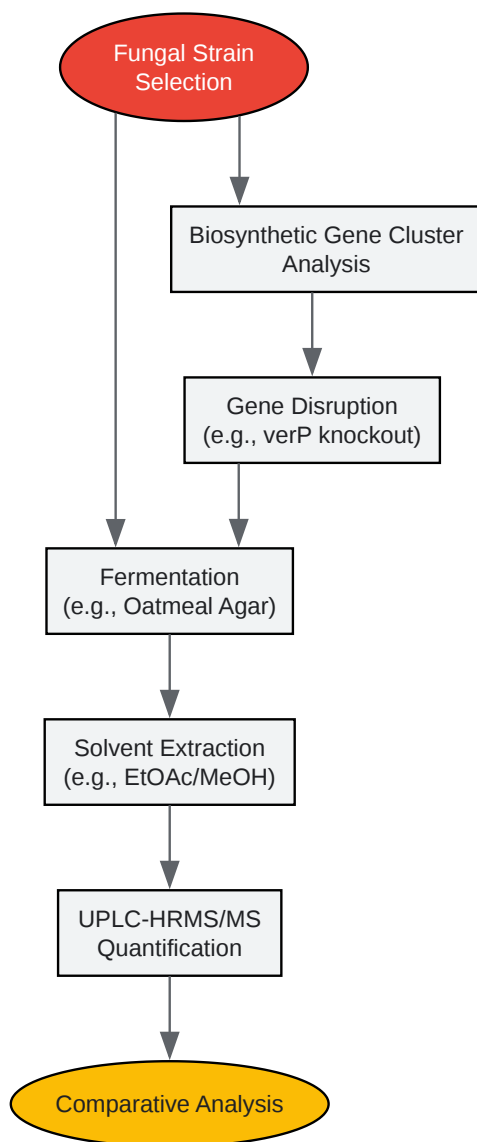 Fungal Strain
Selection
Biosynthetic Gene Cluster
Analysis
Gene Disruption
(e.g., verP knockout)
Fermentation
(e.g., Oatmeal Agar)
Solvent Extraction
(e.g., EtOAc/MeOH)
UPLC-HRMS/MS
Quantification
Comparative Analysis